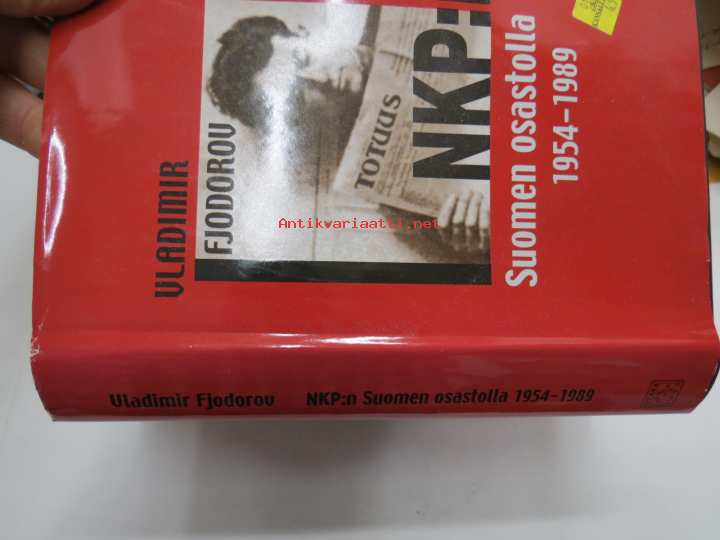 VLADIMIR
FJODOROV
TOTUUS
NKP:
Suomen osastolla
1954-1989
Antikvariaatti.net
Vladimir Fjodorov NKP:n Suomen osastolla 1954-1989